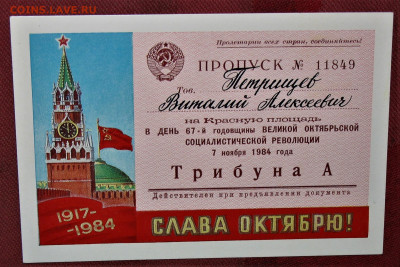 COINS.LAVE.RU
Пролетарии всех стран, соединяйтесь!
ПРОПУСК № 11849
Тов. Петрищев
Виталий Алексеевич
на Красную площадь
В ДЕНЬ 67-й ГОДОВЩИНЫ ВЕЛИКОЙ ОКТЯБРЬСКОЙ
СОЦИАЛИСТИЧЕСКОЙ РЕВОЛЮЦИИ
7 ноября 1984 года
Трибуна А
Действителен при предъявлении документа
1917-
-1984
СЛАВА ОКТЯБРЮ!